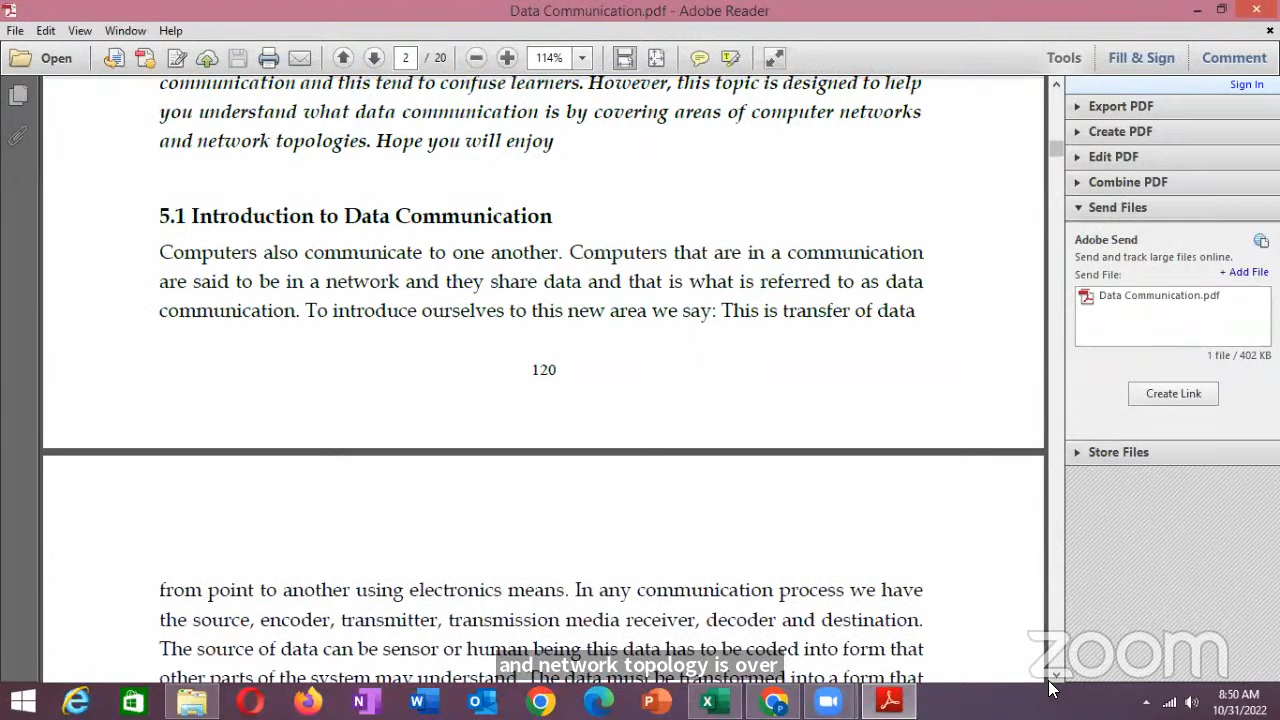 Data Communication.pdf - Adobe Reader
File Edit View Window Help
Open 2 / 20 114% Tools Fill & Sign Comment
Sign In
communication and this tend to confuse learners. However, this topic is designed to help
you understand what data communication is by covering areas of computer networks
and network topologies. Hope you will enjoy
5.1 Introduction to Data Communication
Computers also communicate to one another. Computers that are in a communication
are said to be in a network and they share data and that is what is referred to as data
communication. To introduce ourselves to this new area we say: This is transfer of data
120
from point to another using electronics means. In any communication process we have
the source, encoder, transmitter, transmission media receiver, decoder and destination.
The source of data can be sensor or human being this data has to be coded into form that
other parts of the system may understand. The data must be transformed into a form that
and network topology is over
Export PDF
Create PDF
Edit PDF
Combine PDF
Send Files
Adobe Send
Send and track large files online.
Send File:
+ Add File
Data Communication.pdf
1 file / 402 KB
Create Link
Store Files
zoom
8:50 AM
10/31/2022